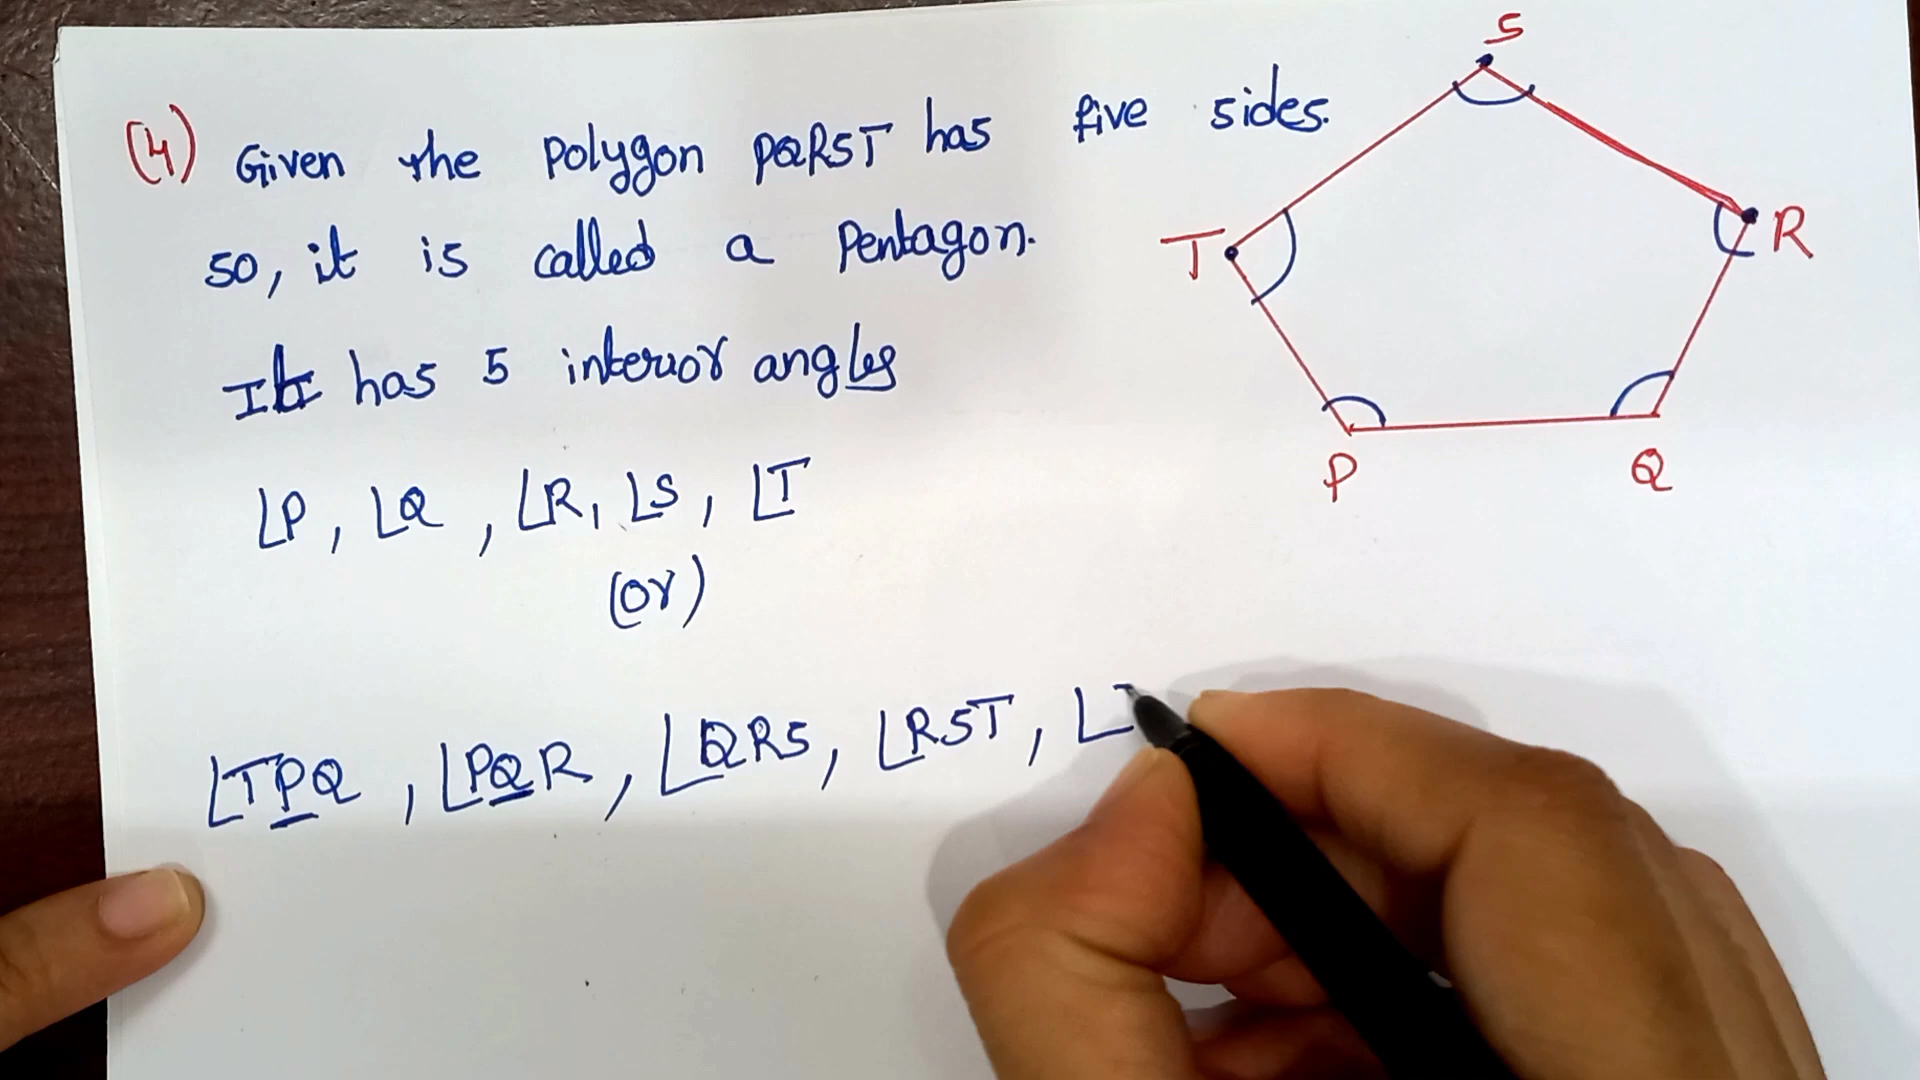 (4) Given the Polygon PQRST has five sides.
so, it is called a Pentagon.
It has 5 interior angles
∠P, ∠Q, ∠R, ∠S, ∠T
(or)
∠TPQ, ∠PQR, ∠QRS, ∠RST, ∠
S
T
R
P
Q